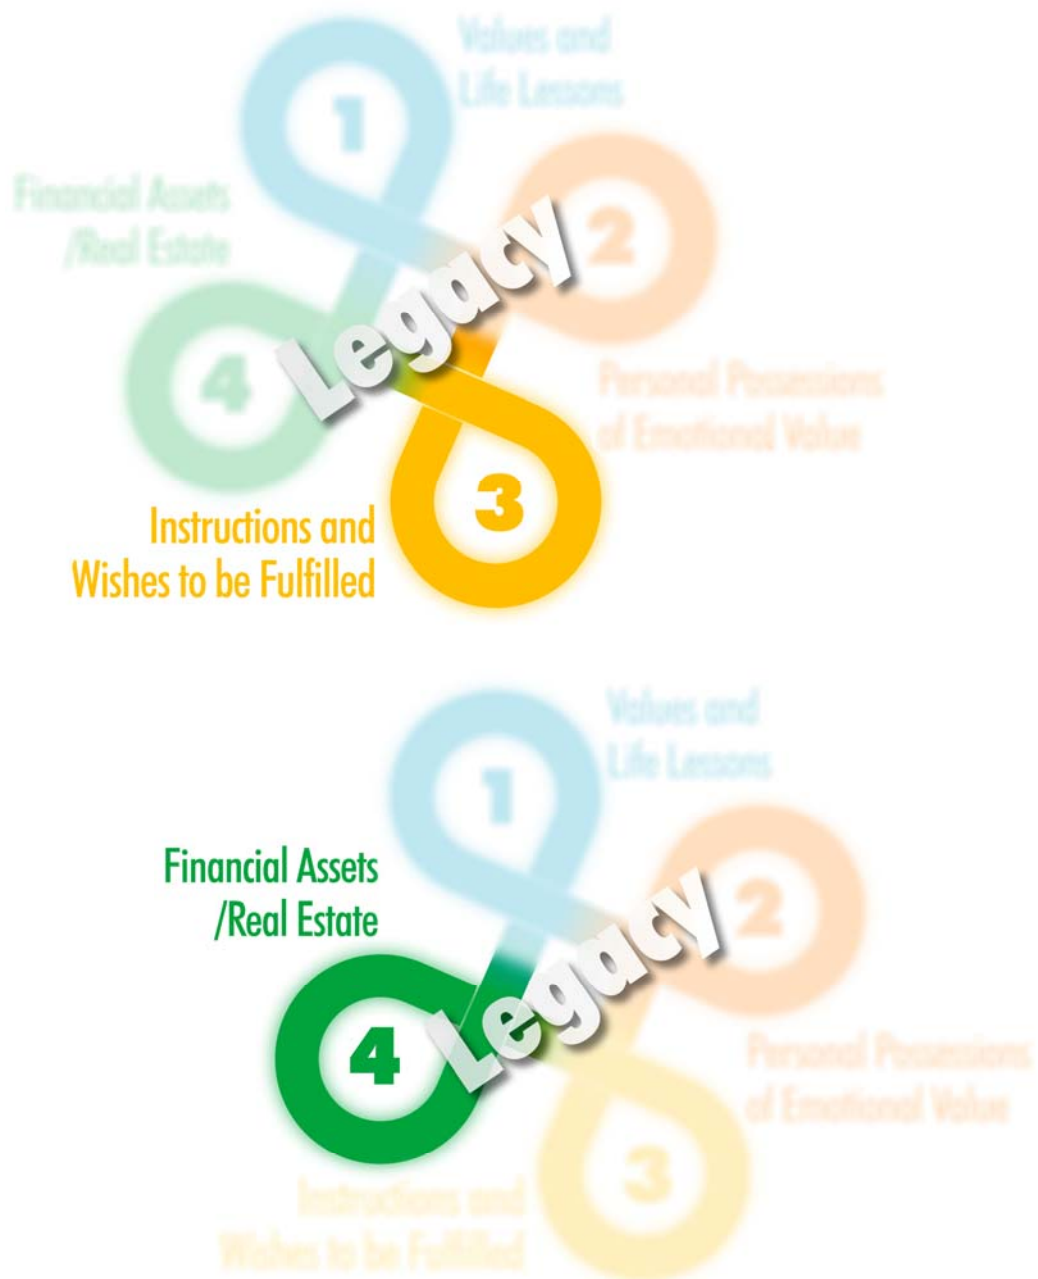 Values and
Life Lessons
1
2
Financial Assets
/Real Estate
Legacy
4
Personal Possessions
of Emotional Value
3
Instructions and
Wishes to be Fulfilled
Values and
Life Lessons
1
Financial Assets
/Real Estate
2
Legacy
4
Personal Possessions
of Emotional Value
3
Instructions and
Wishes to be Fulfilled